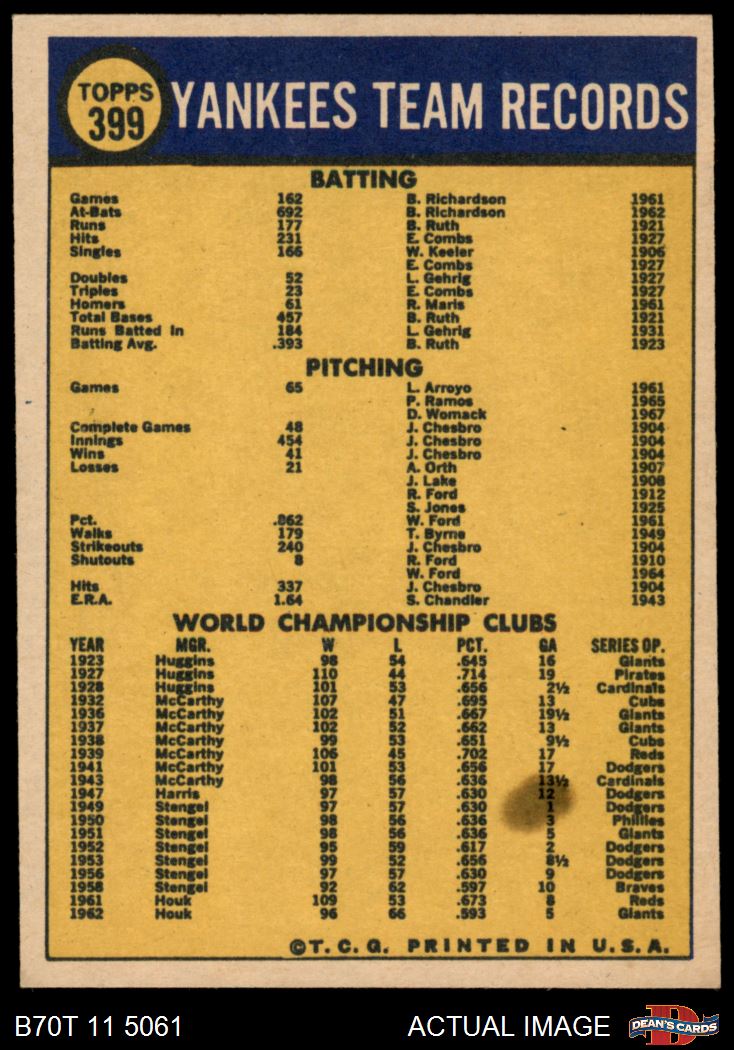 TOPPS
399
YANKEES TEAM RECORDS
BATTING
Games 162 B. Richardson 1961
At-Bats 692 B. Richardson 1962
Runs 177 B. Ruth 1921
Hits 231 E. Combs 1927
Singles 166 W. Keeler 1906
E. Combs 1927
Doubles 52 L. Gehrig 1927
Triples 23 E. Combs 1927
Homers 61 R. Maris 1961
Total Bases 457 B. Ruth 1921
Runs Batted In 184 L. Gehrig 1931
Batting Avg. .393 B. Ruth 1923
PITCHING
Games 65 L. Arroyo 1961
P. Ramos 1965
D. Womack 1967
Complete Games 48 J. Chesbro 1904
Innings 454 J. Chesbro 1904
Wins 41 J. Chesbro 1904
Losses 21 A. Orth 1907
J. Lake 1908
R. Ford 1912
S. Jones 1925
Pct. .862 W. Ford 1961
Walks 179 T. Byrne 1949
Strikeouts 240 J. Chesbro 1904
Shutouts 8 R. Ford 1910
W. Ford 1964
Hits 337 J. Chesbro 1904
E.R.A. 1.64 S. Chandler 1943
WORLD CHAMPIONSHIP CLUBS
YEAR MGR. W L PCT. GA SERIES OP.
1923 Huggins 98 54 .645 16 Giants
1927 Huggins 110 44 .714 19 Pirates
1928 Huggins 101 53 .656 2½ Cardinals
1932 McCarthy 107 47 .695 13 Cubs
1936 McCarthy 102 51 .667 19½ Giants
1937 McCarthy 102 52 .662 13 Giants
1938 McCarthy 99 53 .651 9½ Cubs
1939 McCarthy 106 45 .702 17 Reds
1941 McCarthy 101 53 .656 17 Dodgers
1943 McCarthy 98 56 .636 13½ Cardinals
1947 Harris 97 57 .630 12 Dodgers
1949 Stengel 97 57 .630 1 Dodgers
1950 Stengel 98 56 .636 3 Phillies
1951 Stengel 98 56 .636 5 Giants
1952 Stengel 95 59 .617 2 Dodgers
1953 Stengel 99 52 .656 8½ Dodgers
1956 Stengel 97 57 .630 9 Dodgers
1958 Stengel 92 62 .597 10 Braves
1961 Houk 109 53 .673 8 Reds
1962 Houk 96 66 .593 5 Giants
©T.C.G. PRINTED IN U.S.A.
B70T 11 5061 ACTUAL IMAGE DEAN'S CARDS